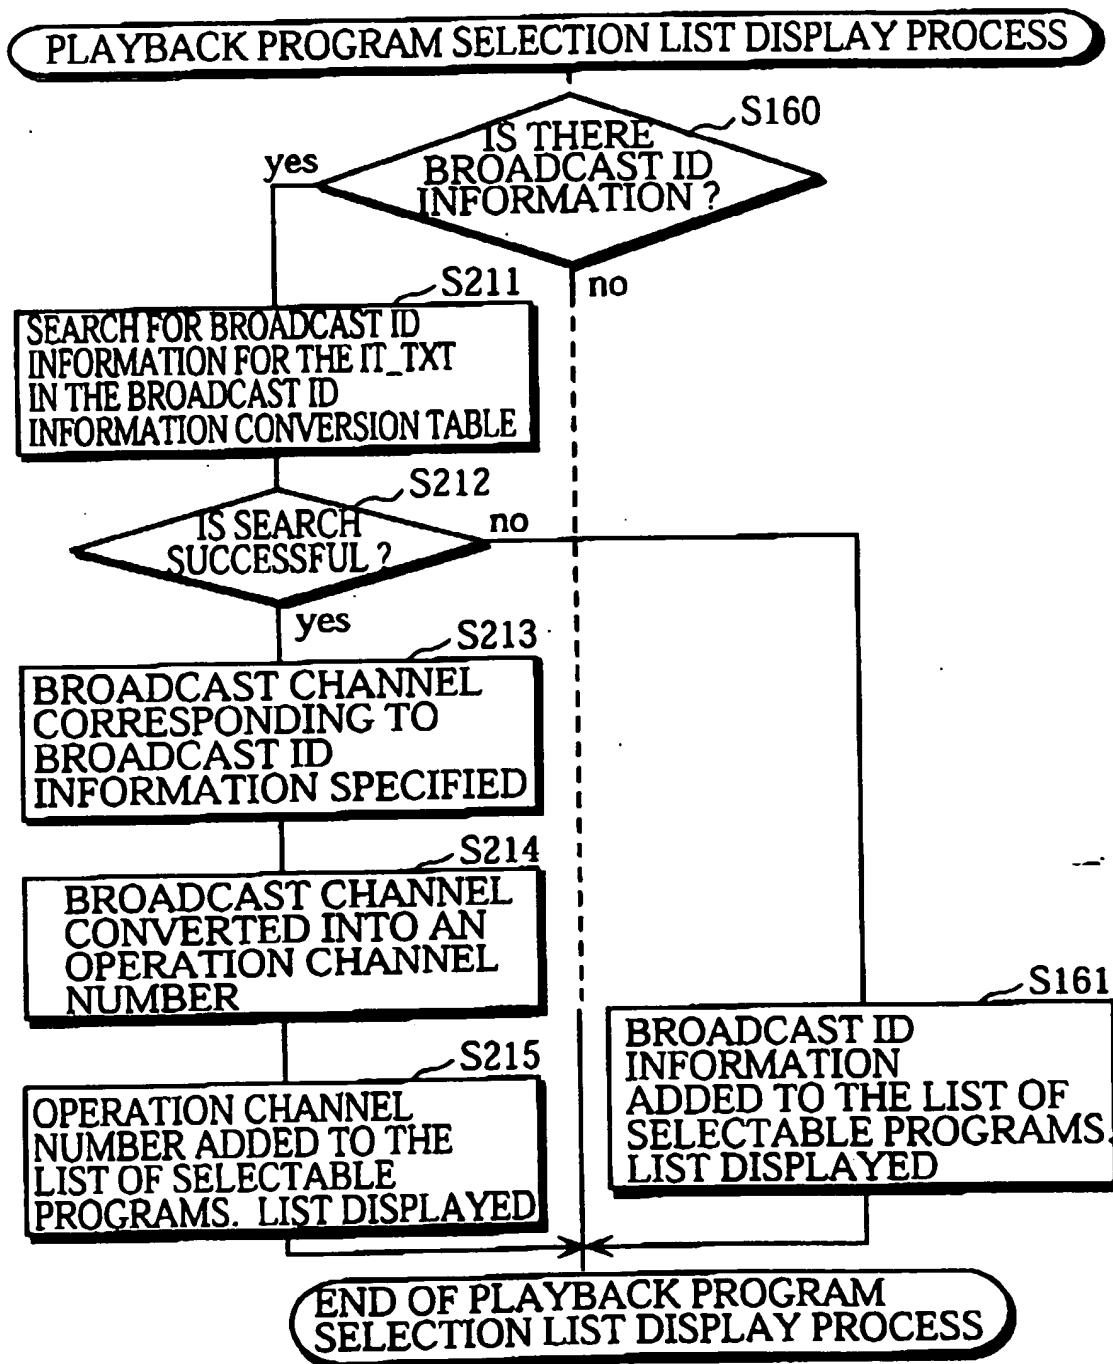 PLAYBACK PROGRAM SELECTION LIST DISPLAY PROCESS
S160
IS THERE
BROADCAST ID
INFORMATION ?
yes
no
S211
SEARCH FOR BROADCAST ID
INFORMATION FOR THE IT_TXT
IN THE BROADCAST ID
INFORMATION CONVERSION TABLE
S212
IS SEARCH
SUCCESSFUL ?
no
yes
S213
BROADCAST CHANNEL
CORRESPONDING TO
BROADCAST ID
INFORMATION SPECIFIED
S214
BROADCAST CHANNEL
CONVERTED INTO AN
OPERATION CHANNEL
NUMBER
S161
BROADCAST ID
INFORMATION
ADDED TO THE LIST OF
SELECTABLE PROGRAMS.
LIST DISPLAYED
S215
OPERATION CHANNEL
NUMBER ADDED TO THE
LIST OF SELECTABLE
PROGRAMS. LIST DISPLAYED
END OF PLAYBACK PROGRAM
SELECTION LIST DISPLAY PROCESS